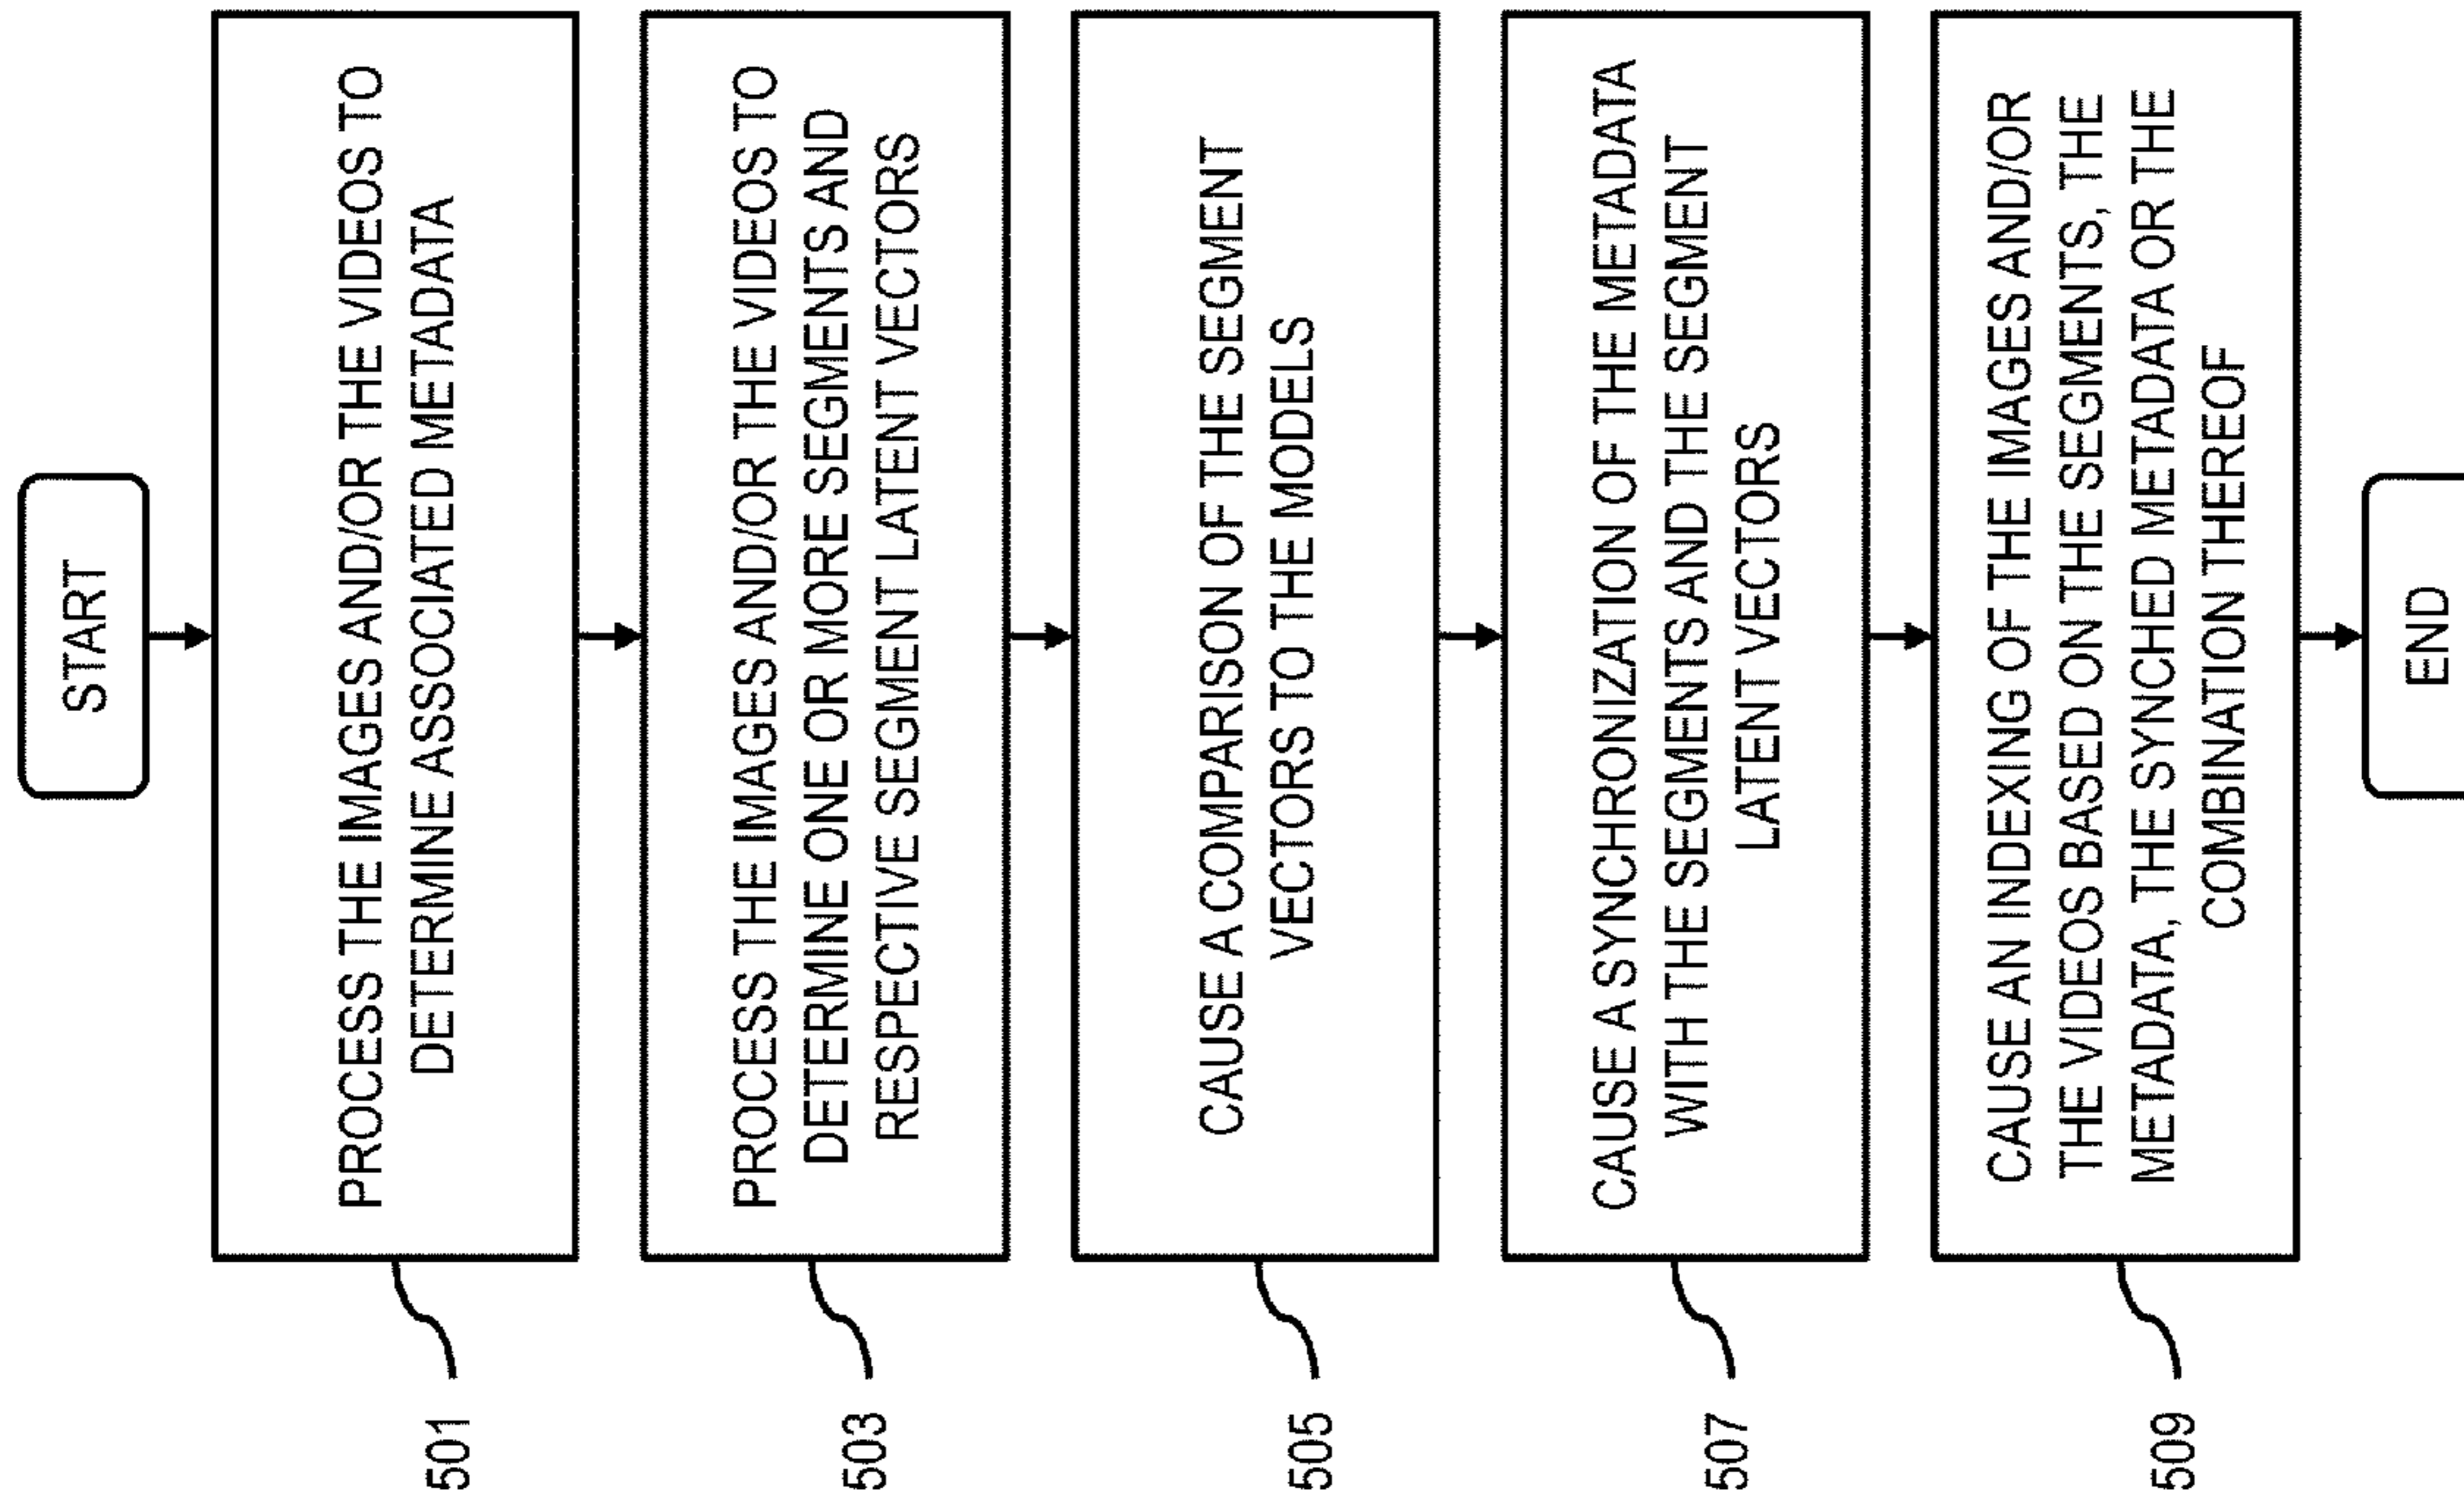 START
501
PROCESS THE IMAGES AND/OR THE VIDEOS TO
DETERMINE ASSOCIATED METADATA
503
PROCESS THE IMAGES AND/OR THE VIDEOS TO
DETERMINE ONE OR MORE SEGMENTS AND
RESPECTIVE SEGMENT LATENT VECTORS
505
CAUSE A COMPARISON OF THE SEGMENT
VECTORS TO THE MODELS
507
CAUSE A SYNCHRONIZATION OF THE METADATA
WITH THE SEGMENTS AND THE SEGMENT
LATENT VECTORS
509
CAUSE AN INDEXING OF THE IMAGES AND/OR
THE VIDEOS BASED ON THE SEGMENTS, THE
METADATA, THE SYNCHED METADATA OR THE
COMBINATION THEREOF
END